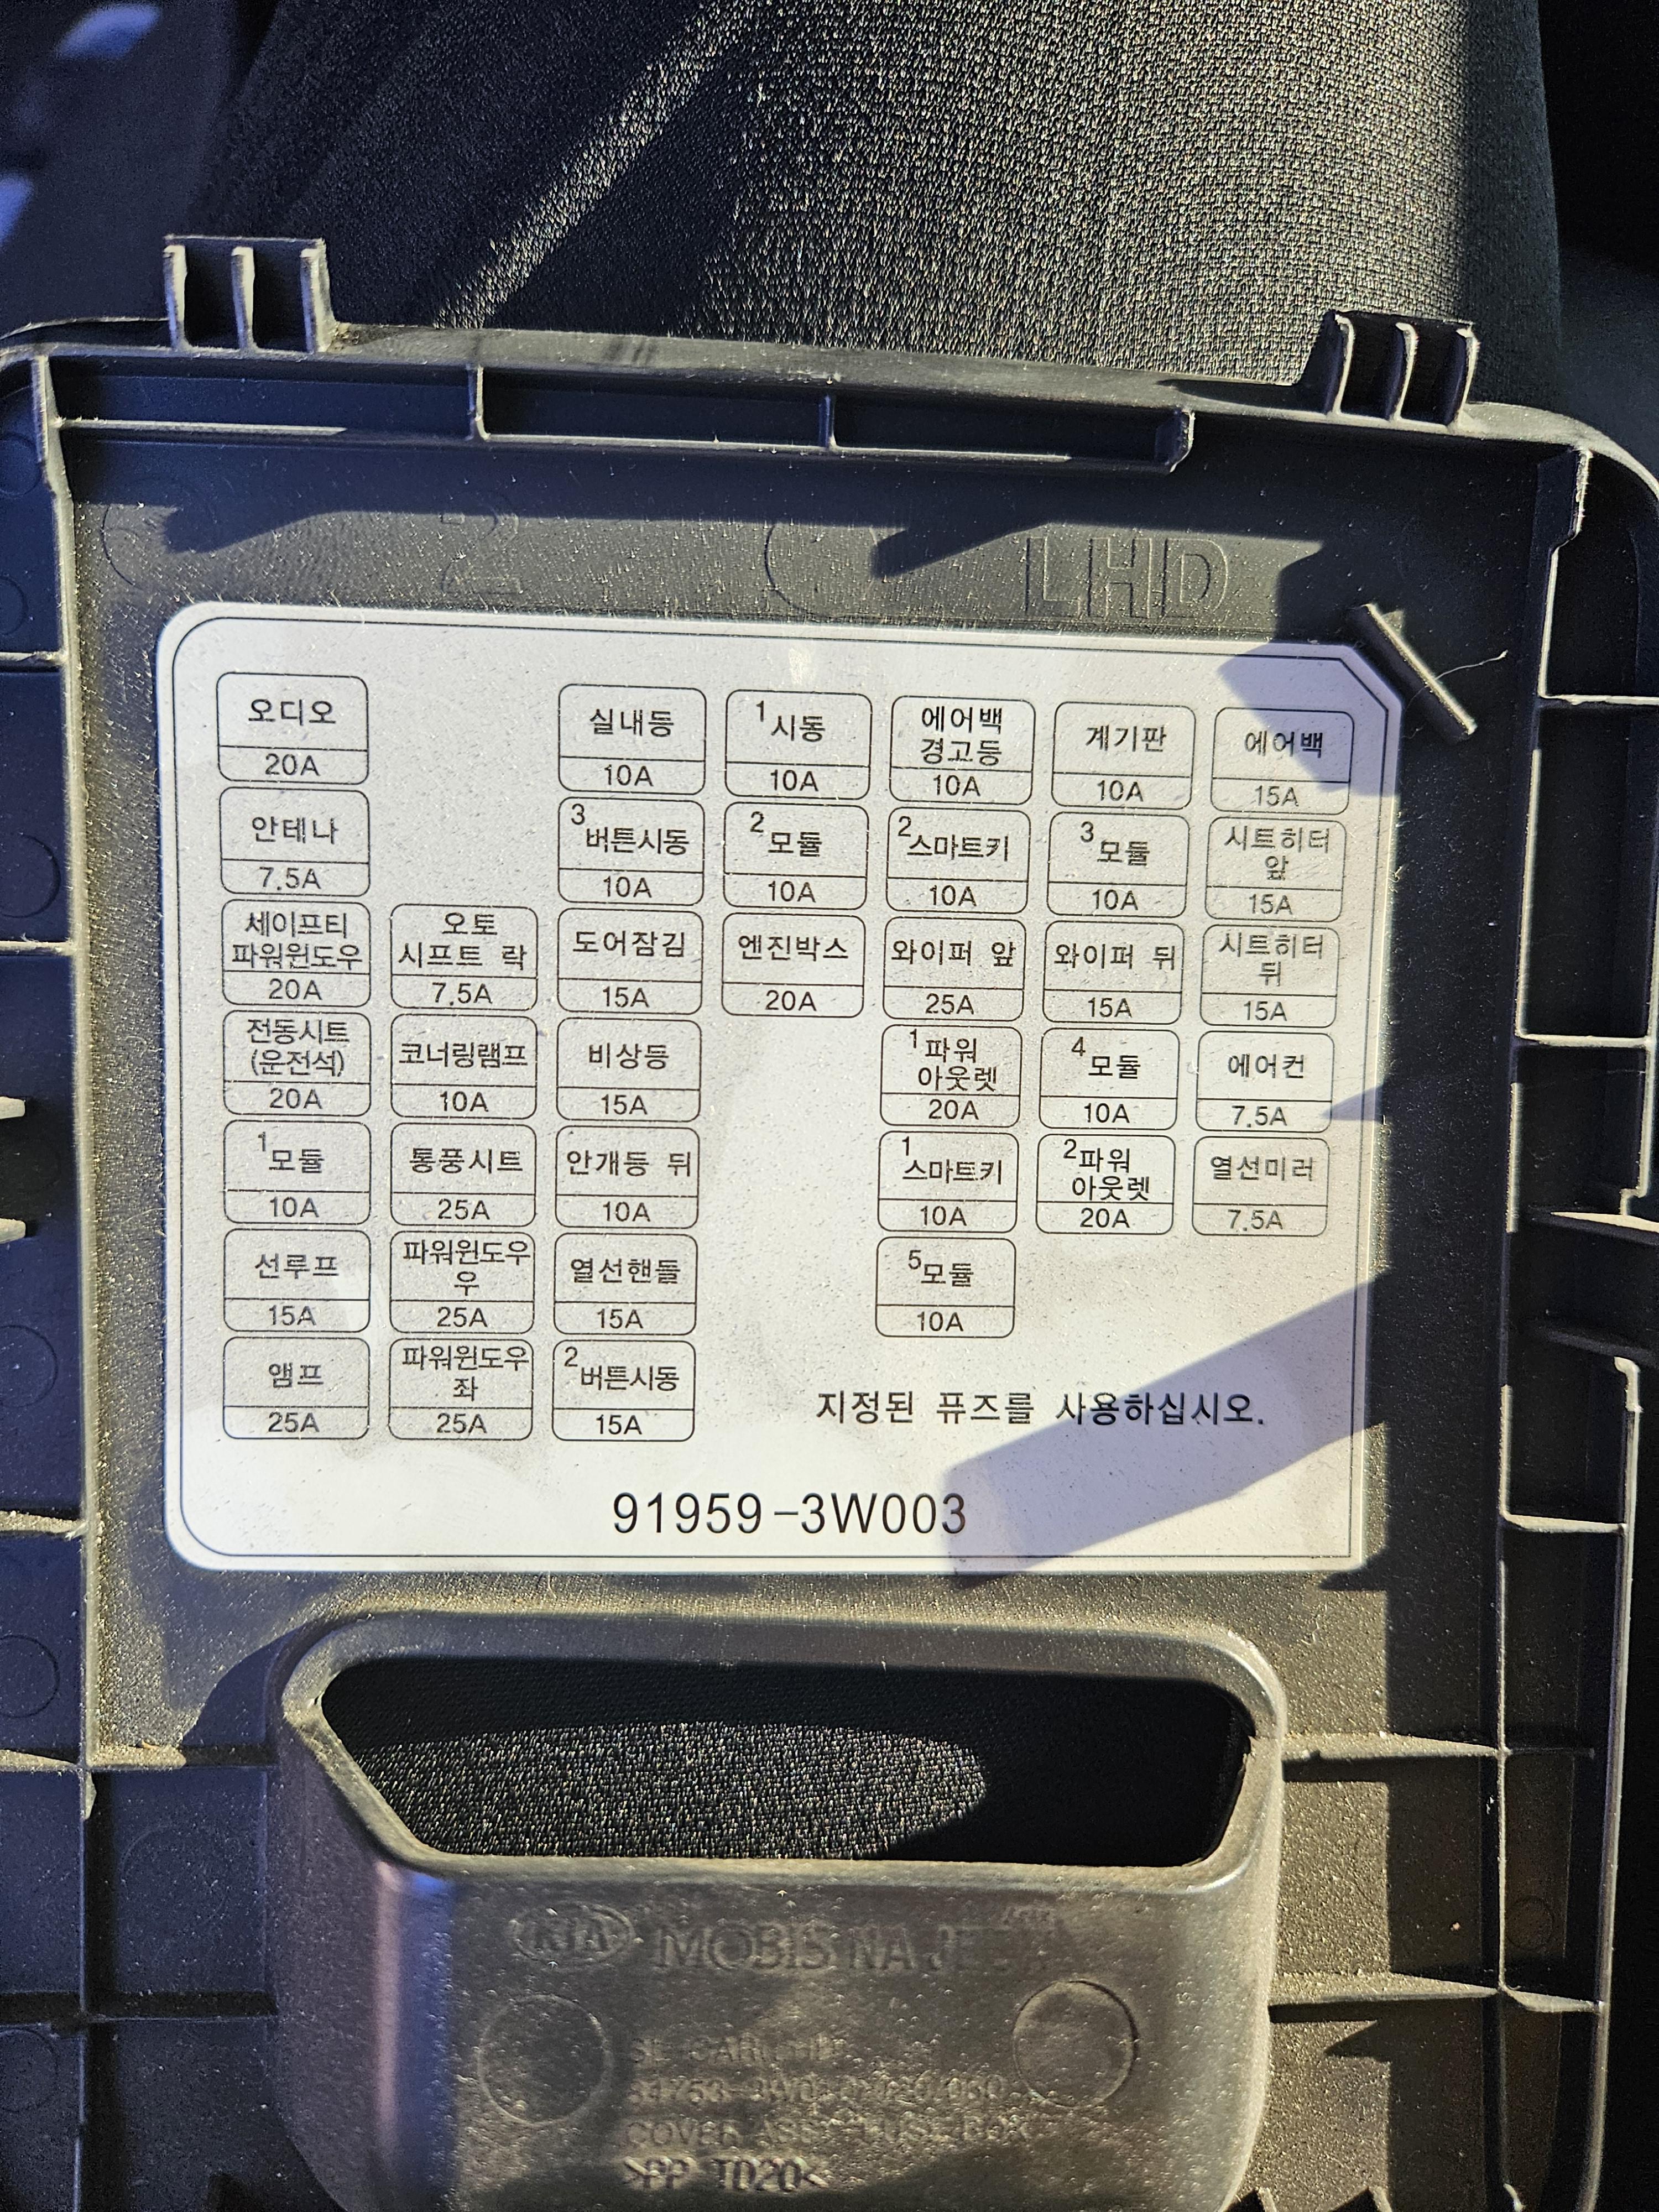 LHD
오디오
20A
실내등
10A
1 시동
10A
에어백
경고등
10A
계기판
10A
에어백
15A
안테나
7.5A
3 버튼시동
10A
2 모듈
10A
2 스마트키
10A
3 모듈
10A
시트히터
앞
15A
세이프티
파워윈도우
20A
오토
시프트 락
7.5A
도어잠김
15A
엔진박스
20A
와이퍼 앞
25A
와이퍼 뒤
15A
시트히터
뒤
15A
전동시트
(운전석)
20A
코너링램프
10A
비상등
15A
1 파워
아웃렛
20A
4 모듈
10A
에어컨
7.5A
1 모듈
10A
통풍시트
25A
안개등 뒤
10A
1 스마트키
10A
2 파워
아웃렛
20A
열선미러
7.5A
선루프
15A
파워윈도우
우
25A
열선핸들
15A
5 모듈
10A
앰프
25A
파워윈도우
좌
25A
2 버튼시동
15A
지정된 퓨즈를 사용하십시오.
91959-3W003
KIA MOBIS NA
COVER ASSY
>PP TD20<